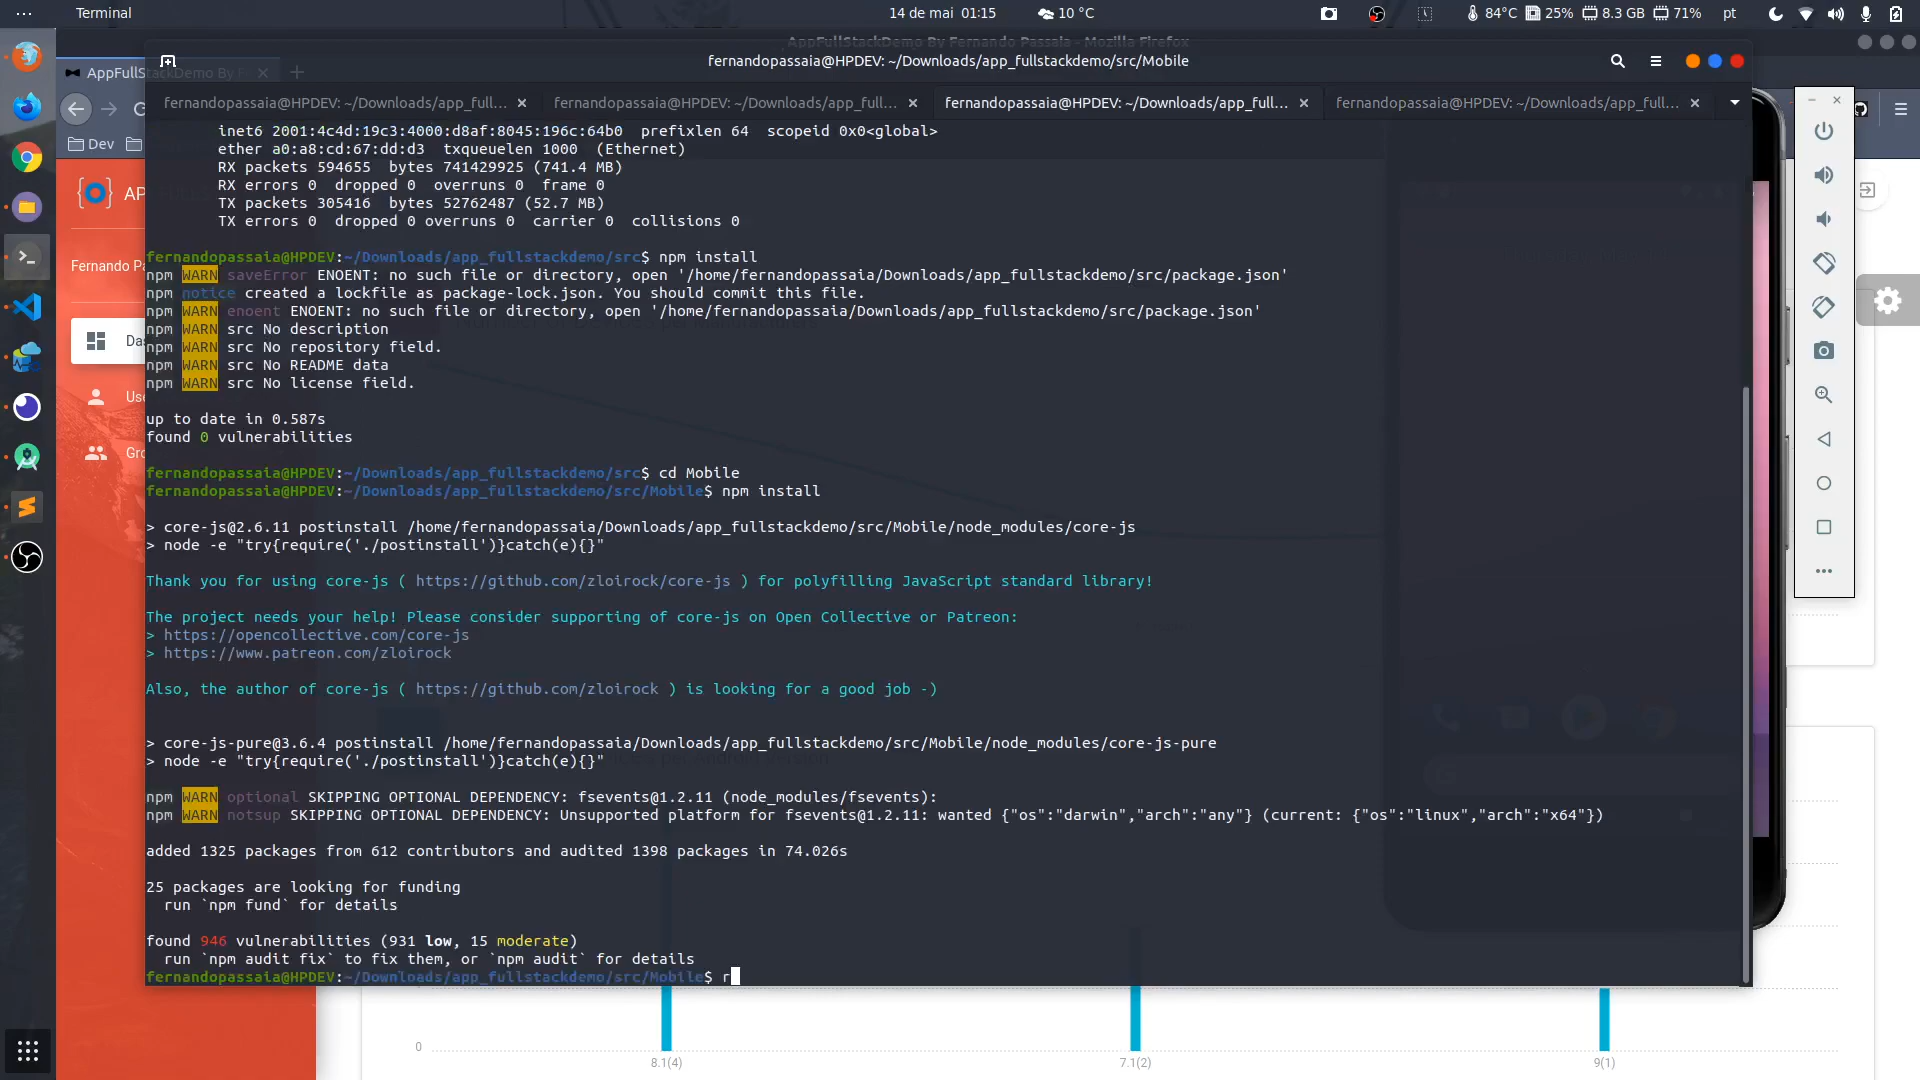 Terminal
14 de mai 01:15
10 °C
84°C
25%
8.3 GB
71%
pt
AppFullStackDemo By Fernando Passaia - Mozilla Firefox
fernandopassaia@HPDEV: ~/Downloads/app_fullstackdemo/src/Mobile
fernandopassaia@HPDEV: ~/Downloads/app_full...
fernandopassaia@HPDEV: ~/Downloads/app_full...
fernandopassaia@HPDEV: ~/Downloads/app_full...
fernandopassaia@HPDEV: ~/Downloads/app_full...
Dev
Fernando Pa
Das
Use
Gro
inet6 2001:4c4d:19c3:4000:d8af:8045:196c:64b0 prefixlen 64 scopeid 0x0<global>
ether a0:a8:cd:67:dd:d3 txqueuelen 1000 (Ethernet)
RX packets 594655 bytes 741429925 (741.4 MB)
RX errors 0 dropped 0 overruns 0 frame 0
TX packets 305416 bytes 52762487 (52.7 MB)
TX errors 0 dropped 0 overruns 0 carrier 0 collisions 0
fernandopassaia@HPDEV:~/Downloads/app_fullstackdemo/src$ npm install
npm WARN saveError ENOENT: no such file or directory, open '/home/fernandopassaia/Downloads/app_fullstackdemo/src/package.json'
npm notice created a lockfile as package-lock.json. You should commit this file.
npm WARN enoent ENOENT: no such file or directory, open '/home/fernandopassaia/Downloads/app_fullstackdemo/src/package.json'
npm WARN src No description
npm WARN src No repository field.
npm WARN src No README data
npm WARN src No license field.
up to date in 0.587s
found 0 vulnerabilities
fernandopassaia@HPDEV:~/Downloads/app_fullstackdemo/src$ cd Mobile
fernandopassaia@HPDEV:~/Downloads/app_fullstackdemo/src/Mobile$ npm install
> core-js@2.6.11 postinstall /home/fernandopassaia/Downloads/app_fullstackdemo/src/Mobile/node_modules/core-js
> node -e "try{require('./postinstall')}catch(e){}"
Thank you for using core-js ( https://github.com/zloirock/core-js ) for polyfilling JavaScript standard library!
The project needs your help! Please consider supporting of core-js on Open Collective or Patreon:
> https://opencollective.com/core-js
> https://www.patreon.com/zloirock
Also, the author of core-js ( https://github.com/zloirock ) is looking for a good job -)
> core-js-pure@3.6.4 postinstall /home/fernandopassaia/Downloads/app_fullstackdemo/src/Mobile/node_modules/core-js-pure
> node -e "try{require('./postinstall')}catch(e){}"
npm WARN optional SKIPPING OPTIONAL DEPENDENCY: fsevents@1.2.11 (node_modules/fsevents):
npm WARN notsup SKIPPING OPTIONAL DEPENDENCY: Unsupported platform for fsevents@1.2.11: wanted {"os":"darwin","arch":"any"} (current: {"os":"linux","arch":"x64"})
added 1325 packages from 612 contributors and audited 1398 packages in 74.026s
25 packages are looking for funding
run `npm fund` for details
found 946 vulnerabilities (931 low, 15 moderate)
run `npm audit fix` to fix them, or `npm audit` for details
fernandopassaia@HPDEV:~/Downloads/app_fullstackdemo/src/Mobile$ r
0
8.1(4)
7.1(2)
9(1)